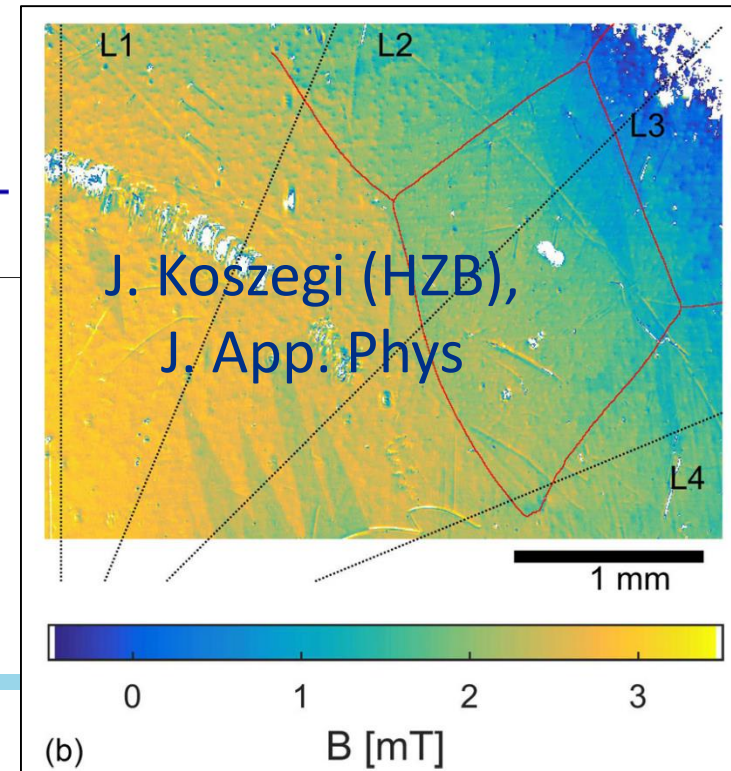 L1 L2
L3
J. Koszegi (HZB),
J. App. Phys
L4
1 mm
0 1 2 3
(b) B [mT]